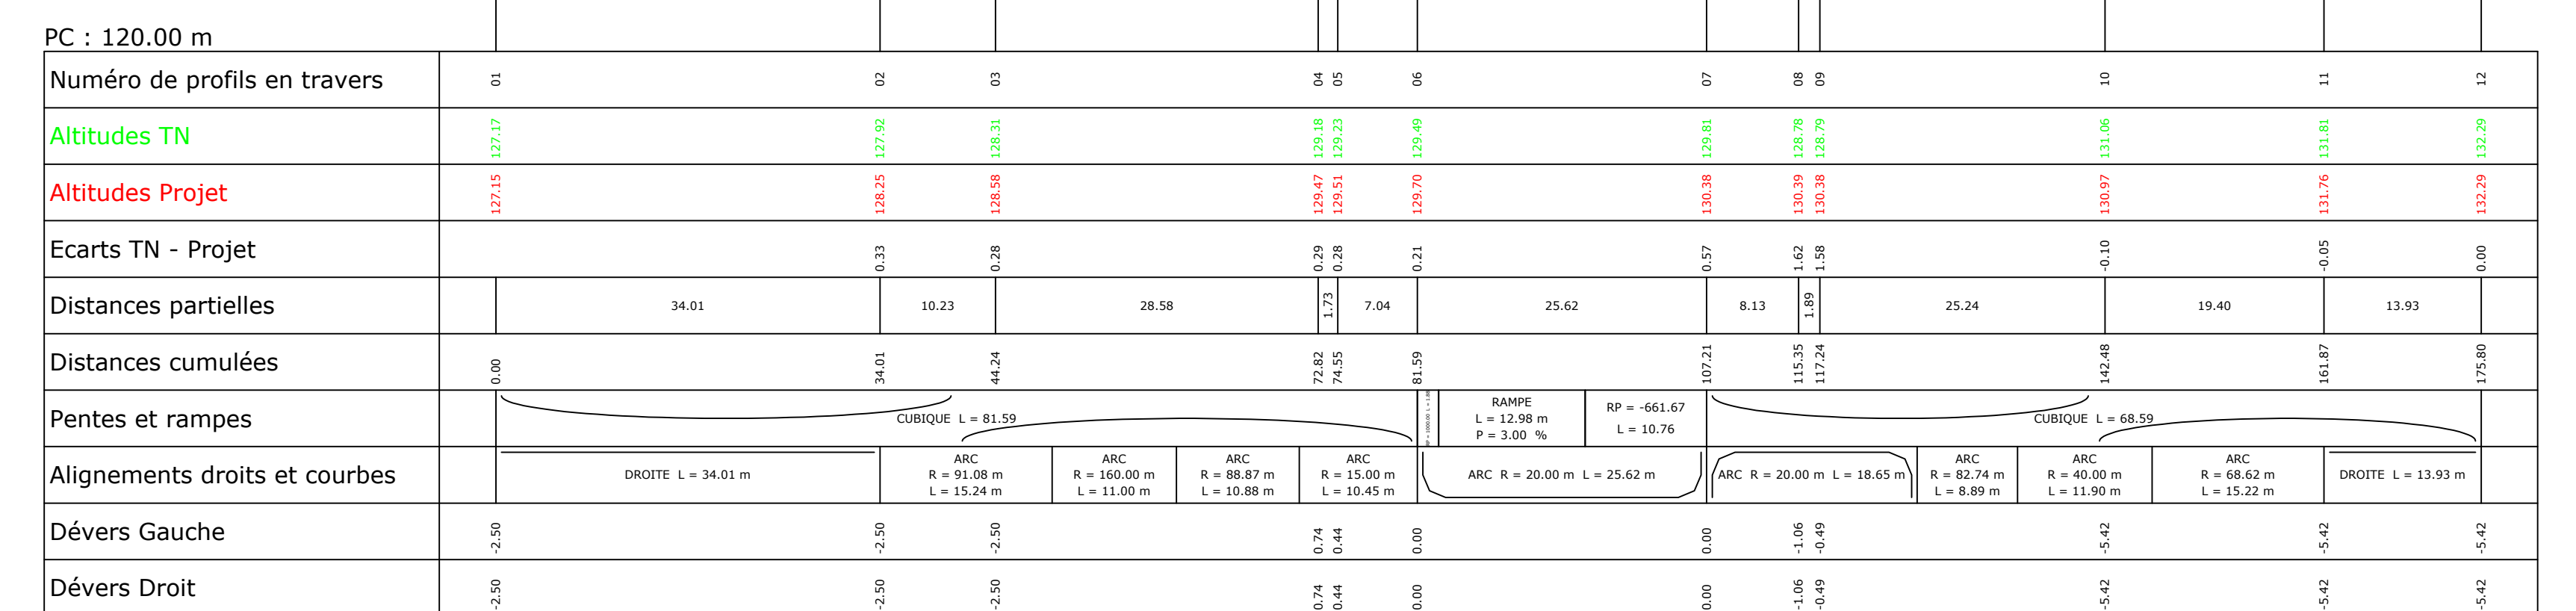 PC : 120.00 m
Numéro de profils en travers 01 02 03 04 05 06 07 08 09 10 11 12
Altitudes TN 127.17 127.92 128.31 129.18 129.23 129.49 129.81 128.78 128.79 131.06 131.81 132.29
Altitudes Projet 127.15 128.25 128.58 129.47 129.51 129.70 130.38 130.39 130.38 130.97 131.76 132.29
Ecarts TN - Projet 0.33 0.28 0.29 0.28 0.21 0.57 1.62 1.58 -0.10 -0.05 0.00
Distances partielles 34.01 10.23 28.58 1.73 7.04 25.62 8.13 1.89 25.24 19.40 13.93
Distances cumulées 0.00 34.01 44.24 72.82 74.55 81.59 107.21 115.35 117.24 142.48 161.87 175.80
Pentes et rampes
CUBIQUE L = 81.59
RAMPE
L = 12.98 m
P = 3.00 %
RP = -661.67
L = 10.76
CUBIQUE L = 68.59
Alignements droits et courbes
DROITE L = 34.01 m
ARC
R = 91.08 m
L = 15.24 m
ARC
R = 160.00 m
L = 11.00 m
ARC
R = 88.87 m
L = 10.88 m
ARC
R = 15.00 m
L = 10.45 m
ARC R = 20.00 m L = 25.62 m
ARC R = 20.00 m L = 18.65 m
ARC
R = 82.74 m
L = 8.89 m
ARC
R = 40.00 m
L = 11.90 m
ARC
R = 68.62 m
L = 15.22 m
DROITE L = 13.93 m
Dévers Gauche -2.50 -2.50 -2.50 0.74 0.44 0.00 0.00 -1.06 -0.49 -5.42 -5.42 -5.42
Dévers Droit -2.50 -2.50 -2.50 0.74 0.44 0.00 0.00 -1.06 -0.49 -5.42 -5.42 -5.42